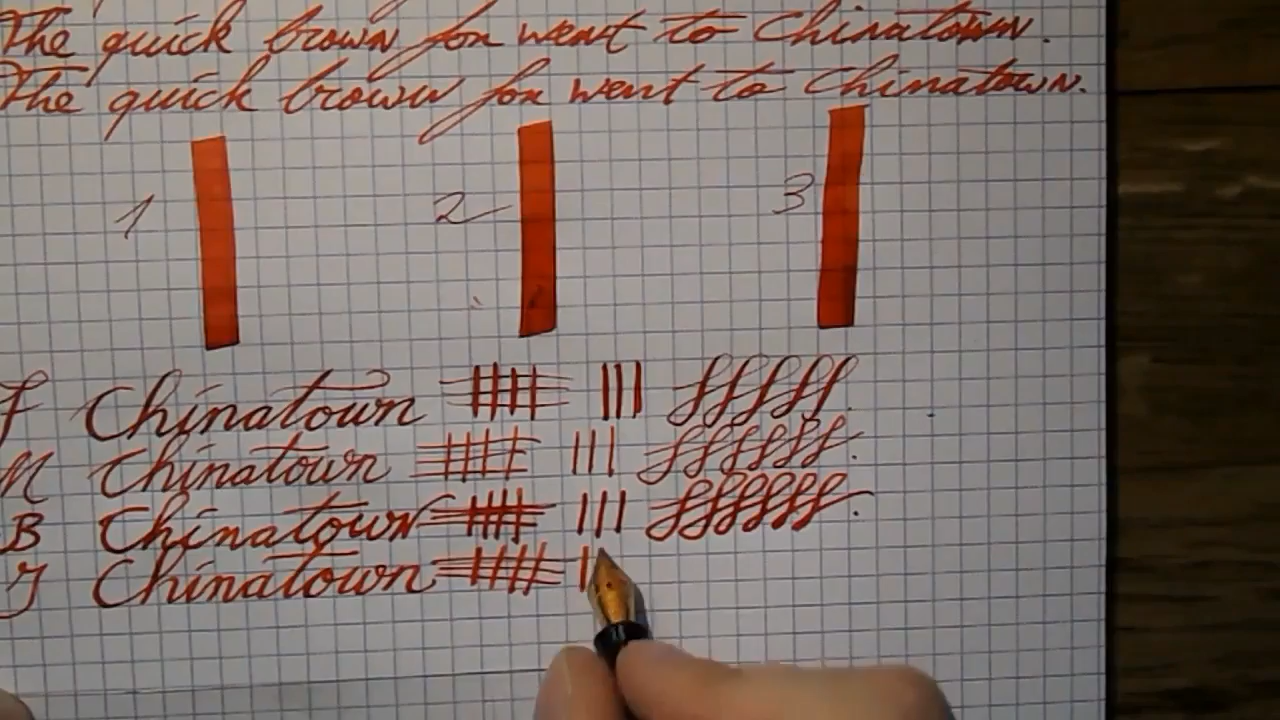 The quick brown fox went to Chinatown.
The quick brown fox went to Chinatown.
1 2 3
F Chinatown
M Chinatown
B Chinatown
J Chinatown